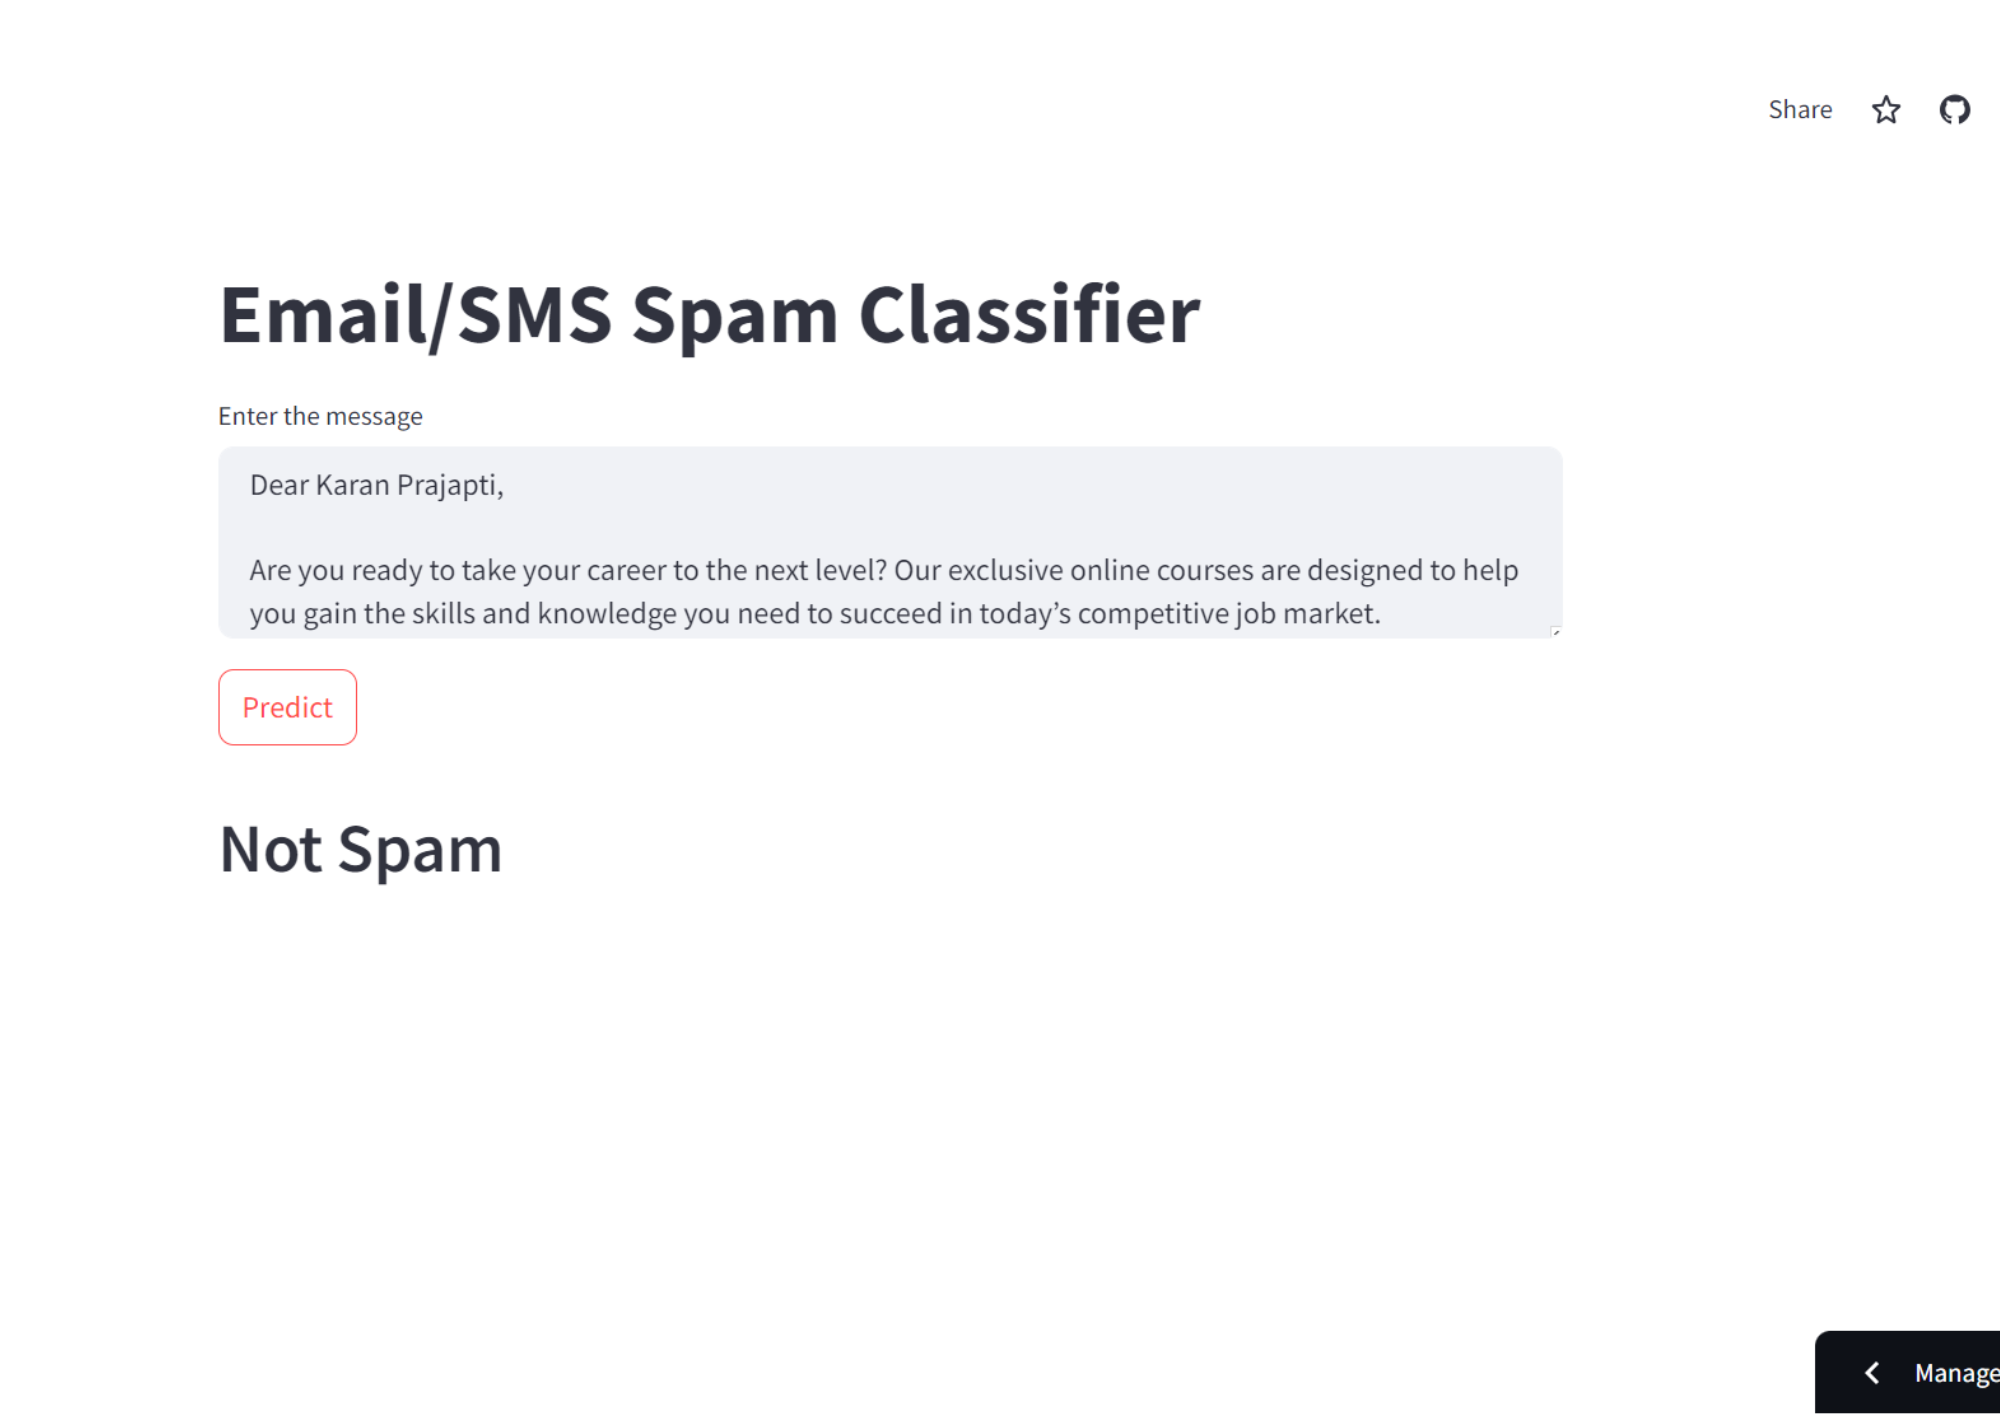 Share
Email/SMS Spam Classifier
Enter the message
Dear Karan Prajapti,
Are you ready to take your career to the next level? Our exclusive online courses are designed to help
you gain the skills and knowledge you need to succeed in today’s competitive job market.
Predict
Not Spam
Manage